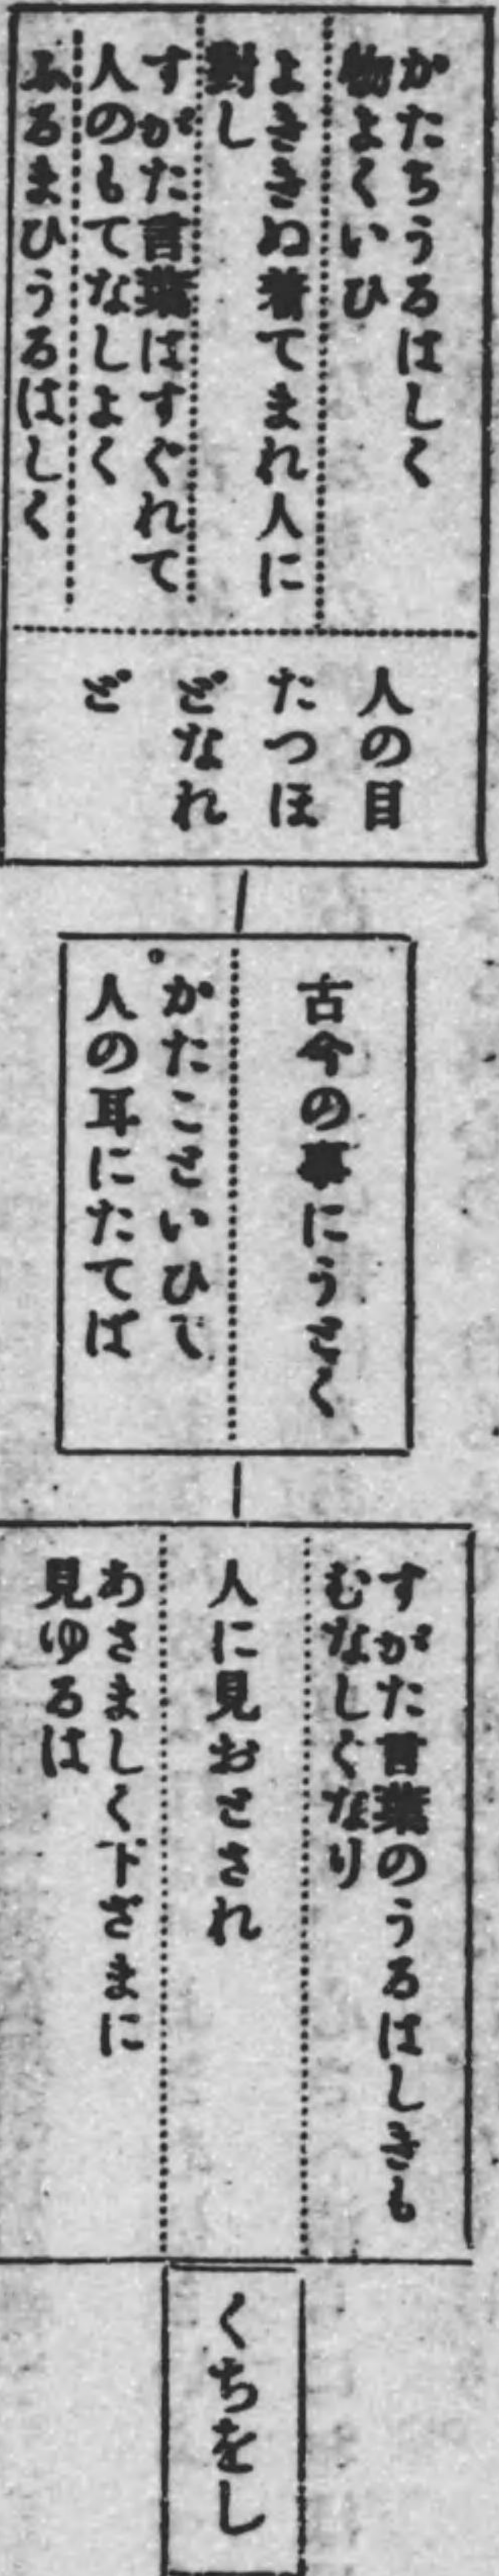 かたちうるはしく
物よくいひ
よききぬ着てまれ人に
對し
すがた言葉はすぐれて
人のもてなしよく
ふるまひうるはしく
人の目
たつほ
どなれ
ど
古今の事にうとく
かたこといひて
人の耳にたてば
すがた言葉のうるはしきも
むなしくなり
人に見おとされ
あさましく下ざまに
見ゆるは
くちをし